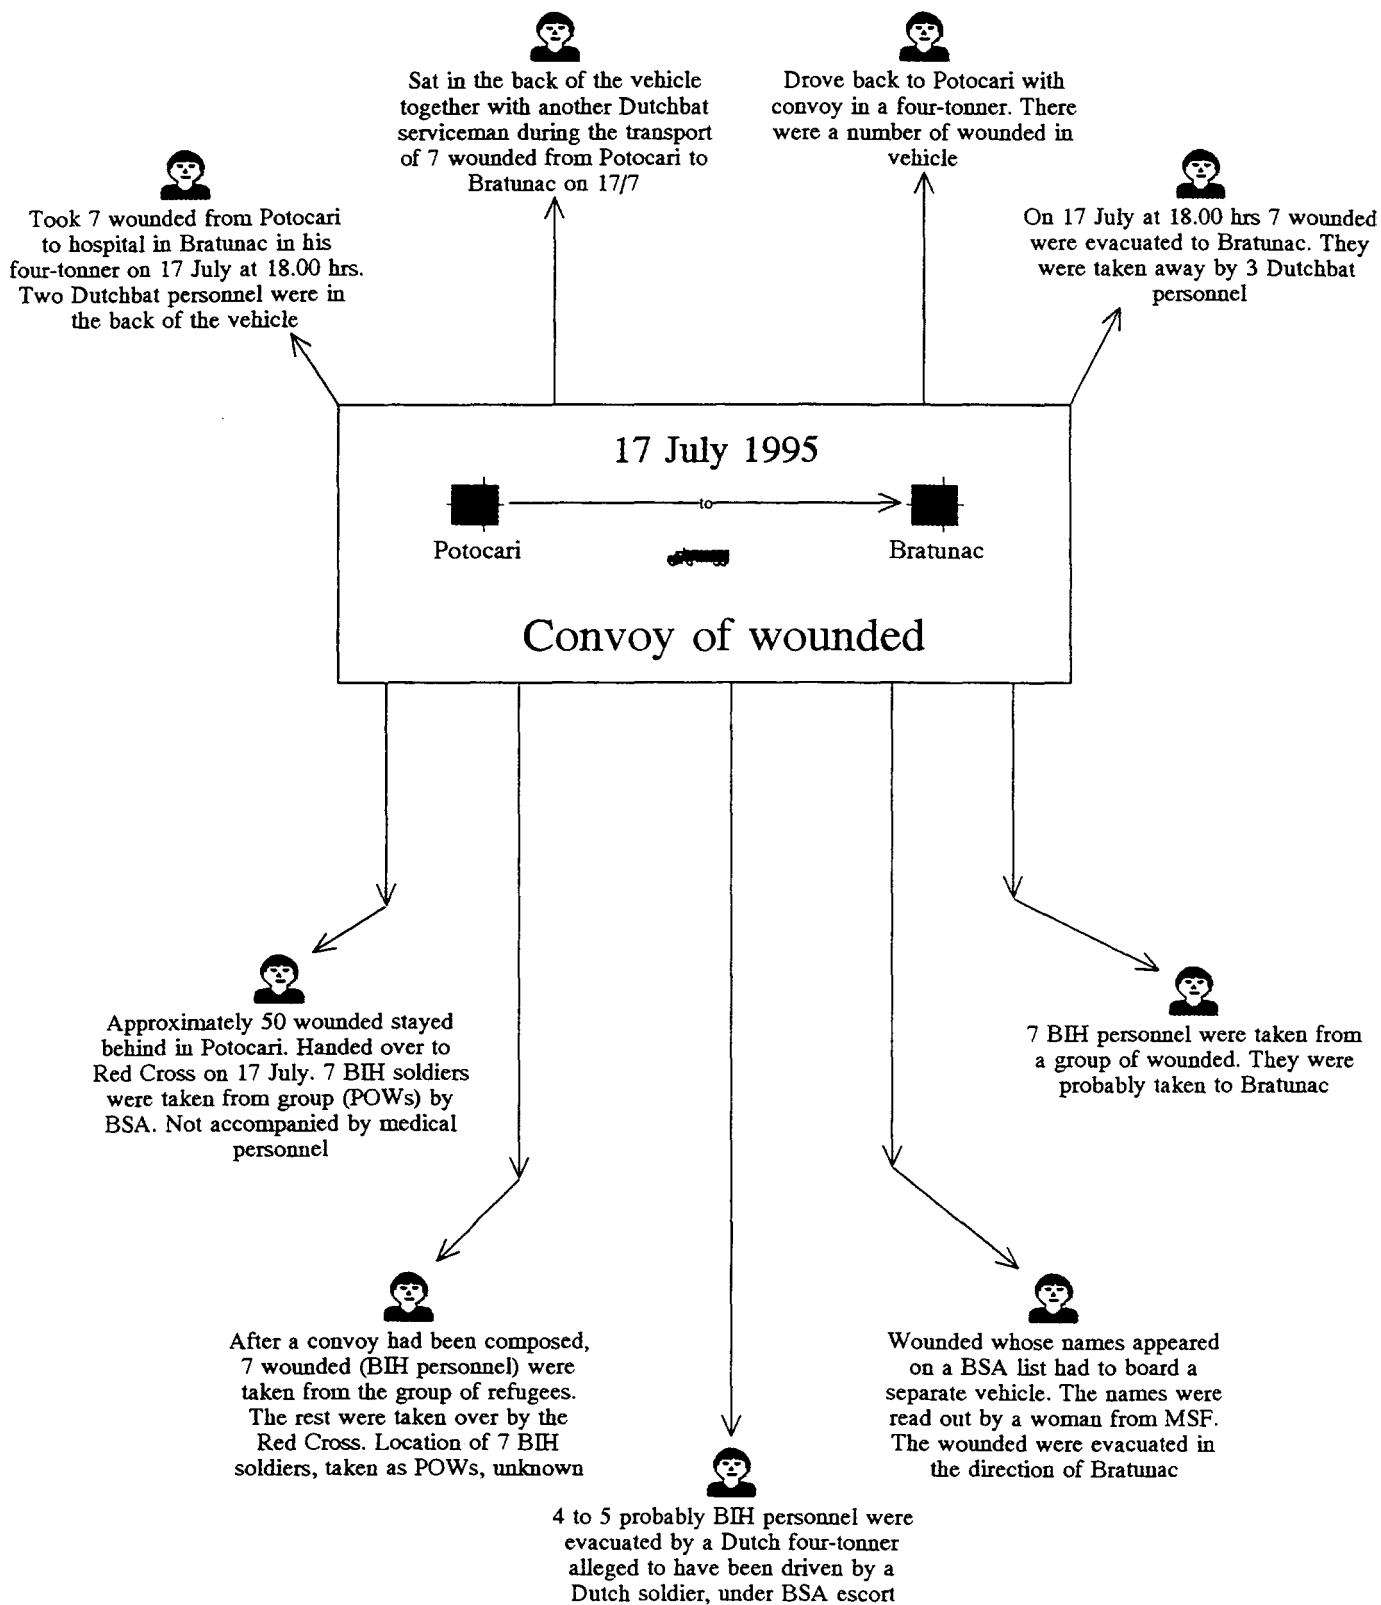 Sat in the back of the vehicle
together with another Dutchbat
serviceman during the transport
of 7 wounded from Potocari to
Bratunac on 17/7
Drove back to Potocari with
convoy in a four-tonner. There
were a number of wounded in
vehicle
Took 7 wounded from Potocari
to hospital in Bratunac in his
four-tonner on 17 July at 18.00 hrs.
Two Dutchbat personnel were in
the back of the vehicle
On 17 July at 18.00 hrs 7 wounded
were evacuated to Bratunac. They
were taken away by 3 Dutchbat
personnel
17 July 1995
to
Potocari
Bratunac
Convoy of wounded
Approximately 50 wounded stayed
behind in Potocari. Handed over to
Red Cross on 17 July. 7 BIH soldiers
were taken from group (POWs) by
BSA. Not accompanied by medical
personnel
7 BIH personnel were taken from
a group of wounded. They were
probably taken to Bratunac
After a convoy had been composed,
7 wounded (BIH personnel) were
taken from the group of refugees.
The rest were taken over by the
Red Cross. Location of 7 BIH
soldiers, taken as POWs, unknown
Wounded whose names appeared
on a BSA list had to board a
separate vehicle. The names were
read out by a woman from MSF.
The wounded were evacuated in
the direction of Bratunac
4 to 5 probably BIH personnel were
evacuated by a Dutch four-tonner
alleged to have been driven by a
Dutch soldier, under BSA escort